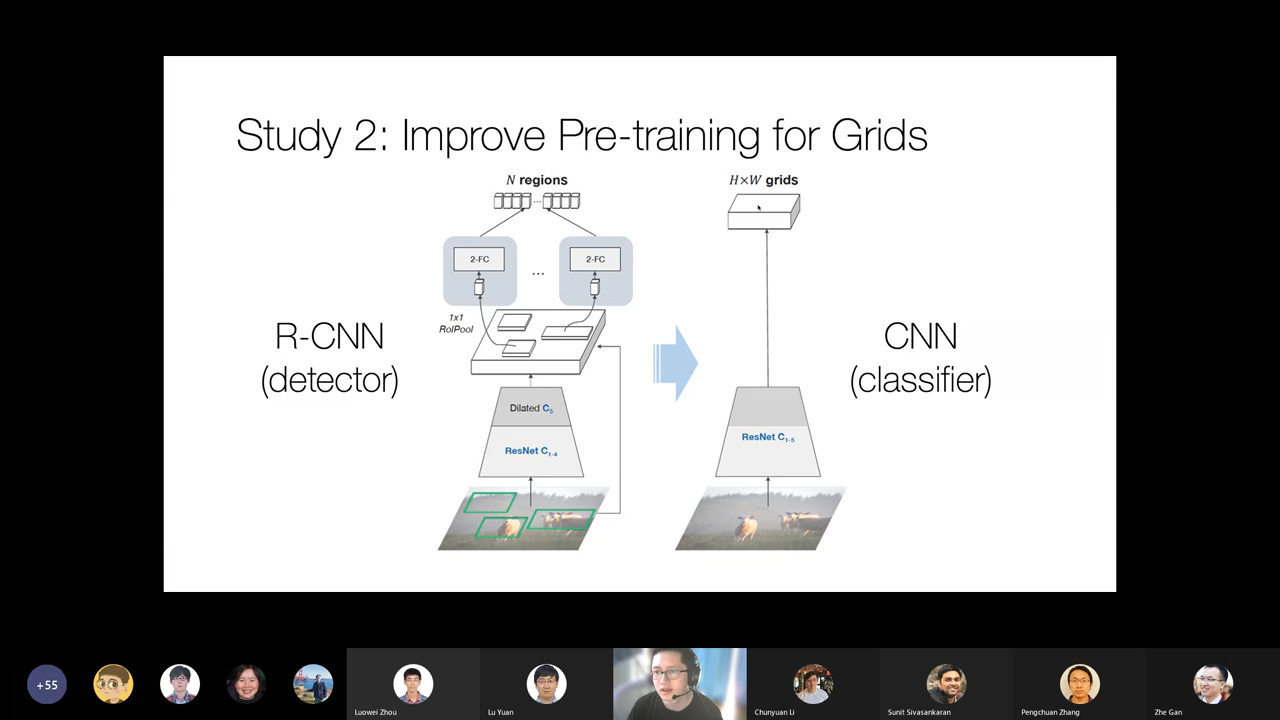 Study 2: Improve Pre-training for Grids
N regions
H×W grids
2-FC
...
2-FC
1x1
RoIPool
R-CNN
(detector)
CNN
(classifier)
Dilated C5
ResNet C1-4
ResNet C1-5
+55
Luowei Zhou
Lu Yuan
Chunyuan Li
Sunit Sivasankaran
Pengchuan Zhang
Zhe Gan